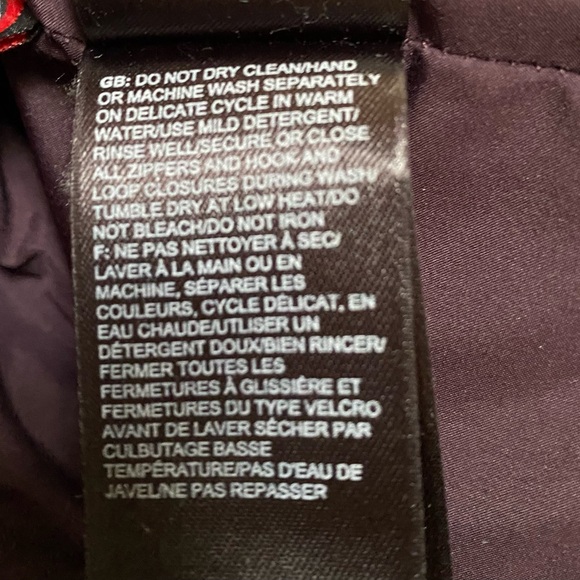 GB: DO NOT DRY CLEAN/HAND
OR MACHINE WASH SEPARATELY
ON DELICATE CYCLE IN WARM
WATER/USE MILD DETERGENT/
RINSE WELL/SECURE OR CLOSE
ALL ZIPPERS AND HOOK AND
LOOP CLOSURES DURING WASH/
TUMBLE DRY AT LOW HEAT/DO
NOT BLEACH/DO NOT IRON
F: NE PAS NETTOYER À SEC/
LAVER À LA MAIN OU EN
MACHINE, SÉPARER LES
COULEURS, CYCLE DÉLICAT, EN
EAU CHAUDE/UTLISER UN
DÉTERGENT DOUX/BIEN RINCER/
FERMER TOUTES LES
FERMETURES À GLISSIÈRE ET
FERMETURES DU TYPE VELCRO
AVANT DE LAVER SÉCHER PAR
CULBUTAGE BASSE
TEMPÉRATURE/PAS D'EAU DE
JAVEL/NE PAS REPASSER